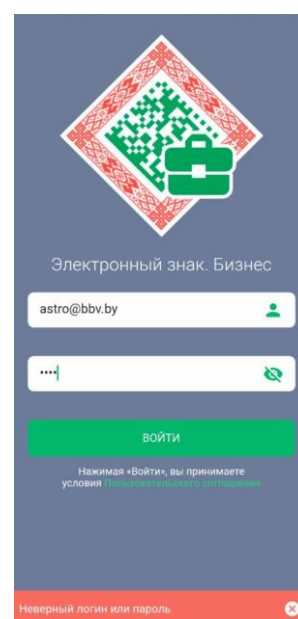 Электронный знак. Бизнес
astro@bbv.by
••••
ВОЙТИ
Нажимая «Войти», вы принимаете
условия Пользовательского соглашения
Неверный логин или пароль